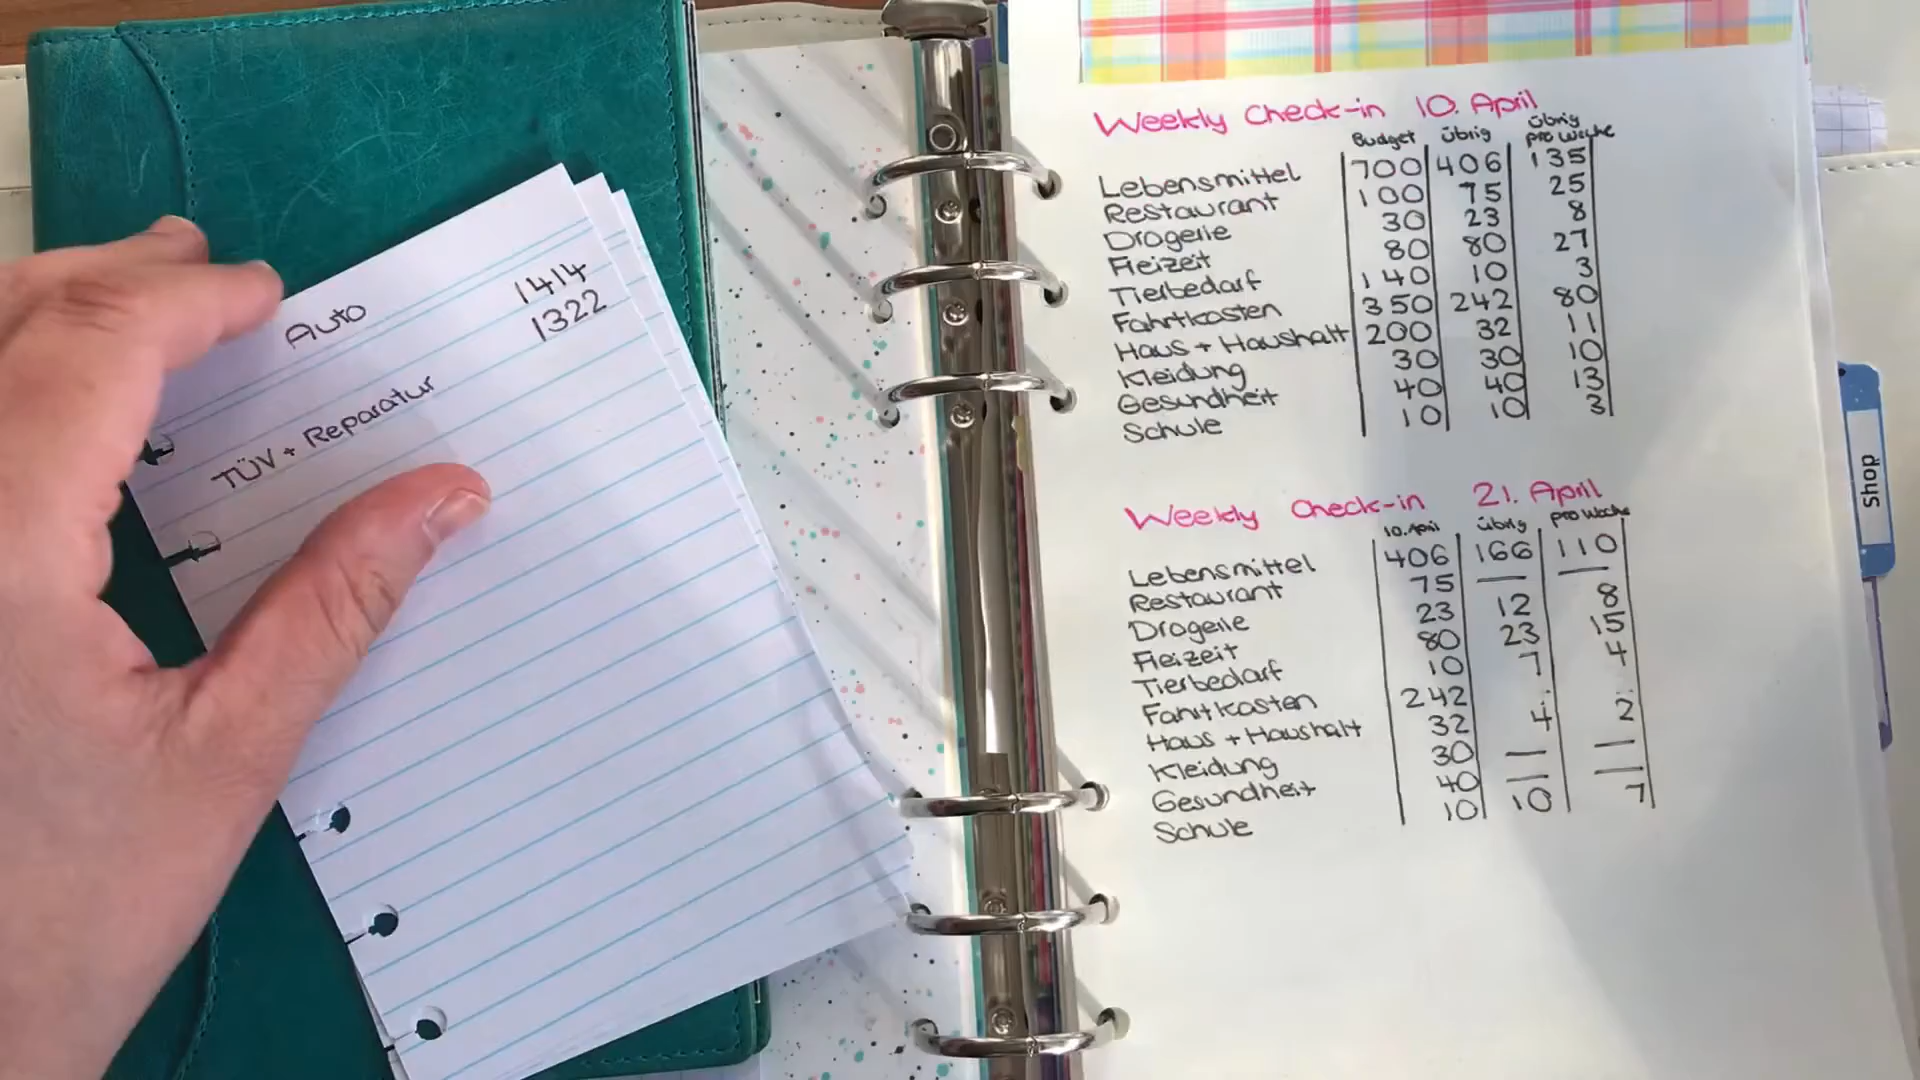 Auto 1414
1322
TÜV + Reparatur
Weekly Check-in 10. April
Budget übrig übrig pro Woche
Lebensmittel 700 406 135
Restaurant 100 75 25
Drogerie 30 23 8
Freizeit 80 80 27
Tierbedarf 140 10 3
Fahrtkosten 350 242 80
Haus + Haushalt 200 32 11
Kleidung 30 30 10
Gesundheit 40 40 13
Schule 10 10 3
Weekly Check-in 21. April
10. April übrig pro Woche
Lebensmittel 406 166 110
Restaurant 75 — —
Drogerie 23 12 8
Freizeit 80 23 15
Tierbedarf 10 7 4
Fahrtkosten 242
Haus + Haushalt 32 4 2
Kleidung 30 — —
Gesundheit 40 — —
Schule 10 10 7
Shop